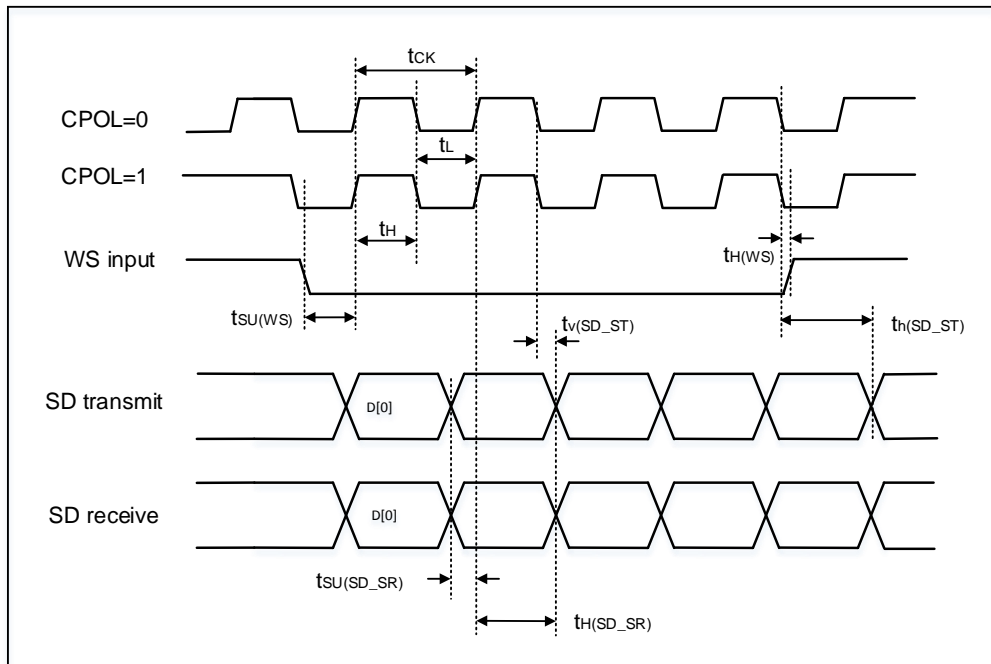 tCK
CPOL=0
tL
CPOL=1
tH
tH(WS)
WS input
tSU(WS)
tv(SD_ST)
th(SD_ST)
SD transmit
D[0]
SD receive
D[0]
tSU(SD_SR)
tH(SD_SR)